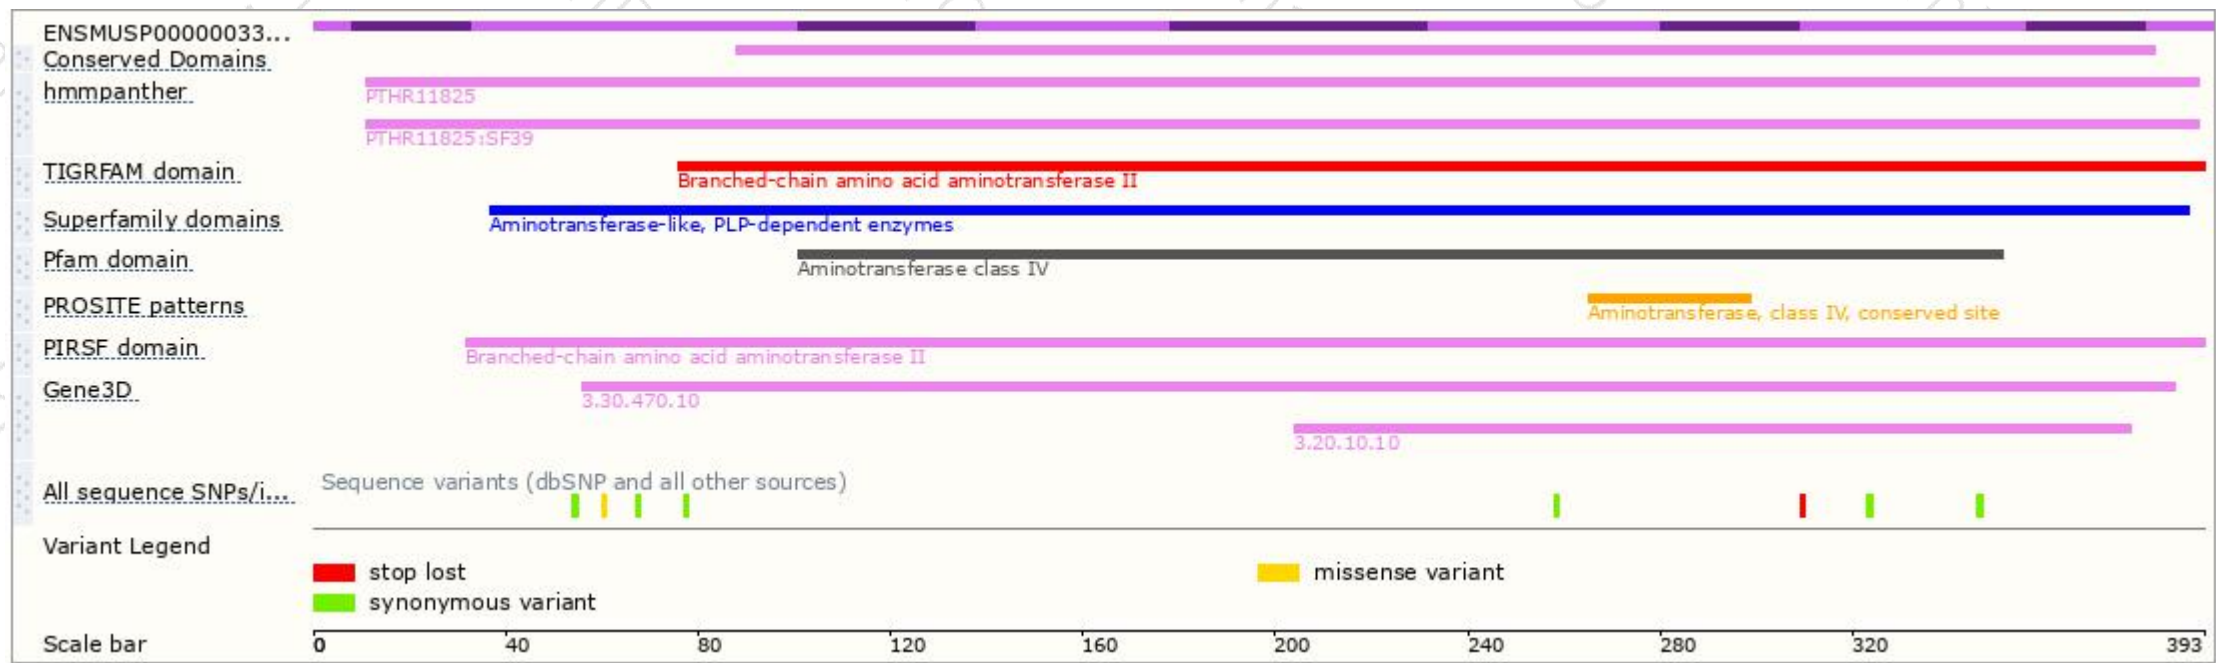 ENSMUSP00000033...
Conserved Domains
hmmpanther
PTHR11825
PTHR11825:SF39
TIGRFAM domain
Branched-chain amino acid aminotransferase II
Superfamily domains
Aminotransferase-like, PLP-dependent enzymes
Pfam domain
Aminotransferase class IV
PROSITE patterns
Aminotransferase, class IV, conserved site
PIRSF domain
Branched-chain amino acid aminotransferase II
Gene3D
3.30.470.10
3.20.10.10
All sequence SNPs/i...
Sequence variants (dbSNP and all other sources)
Variant Legend
stop lost
missense variant
synonymous variant
Scale bar
0 40 80 120 160 200 240 280 320 393